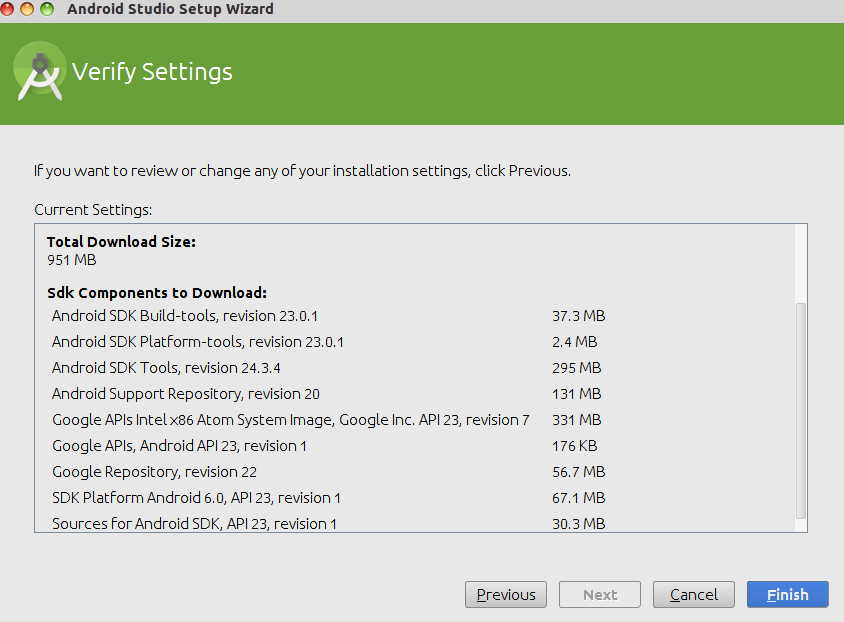 Android Studio Setup Wizard
Verify Settings
If you want to review or change any of your installation settings, click Previous.
Current Settings:
Total Download Size:
951 MB
Sdk Components to Download:
Android SDK Build-tools, revision 23.0.1 37.3 MB
Android SDK Platform-tools, revision 23.0.1 2.4 MB
Android SDK Tools, revision 24.3.4 295 MB
Android Support Repository, revision 20 131 MB
Google APIs Intel x86 Atom System Image, Google Inc. API 23, revision 7 331 MB
Google APIs, Android API 23, revision 1 176 KB
Google Repository, revision 22 56.7 MB
SDK Platform Android 6.0, API 23, revision 1 67.1 MB
Sources for Android SDK, API 23, revision 1 30.3 MB
Previous Next Cancel Finish